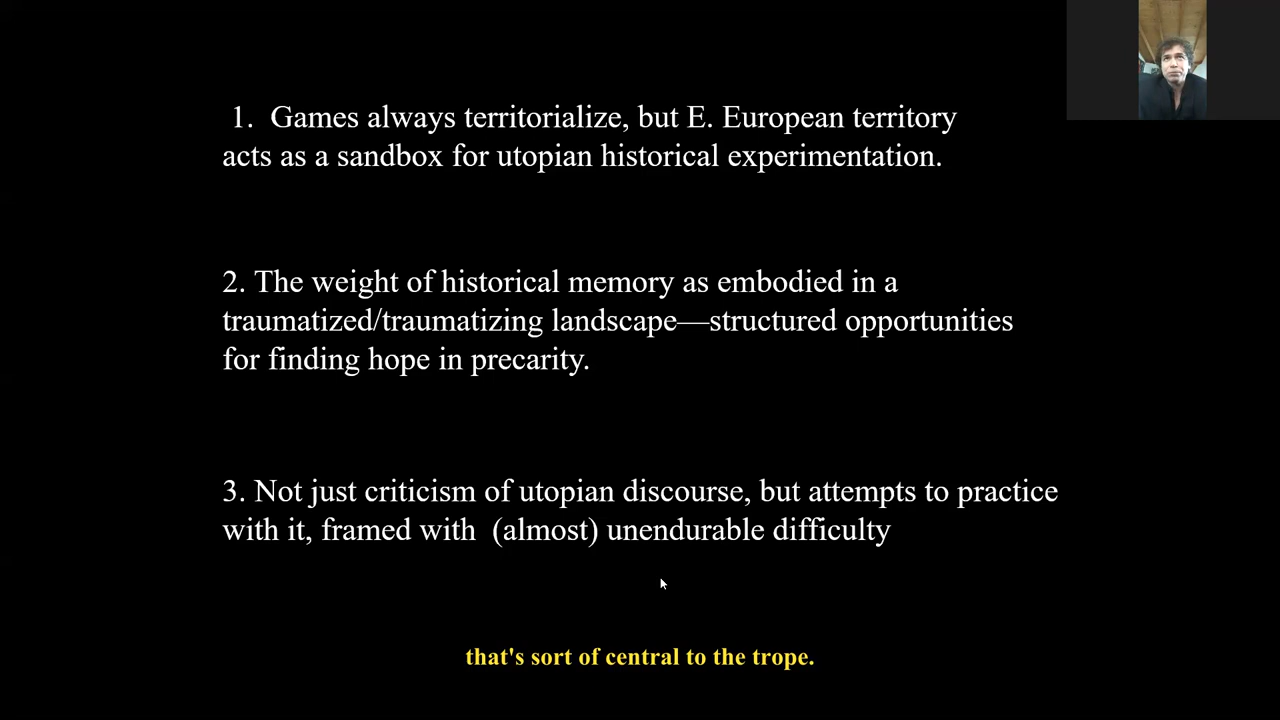 1. Games always territorialize, but E. European territory
acts as a sandbox for utopian historical experimentation.
2. The weight of historical memory as embodied in a
traumatized/traumatizing landscape—structured opportunities
for finding hope in precarity.
3. Not just criticism of utopian discourse, but attempts to practice
with it, framed with (almost) unendurable difficulty
that's sort of central to the trope.